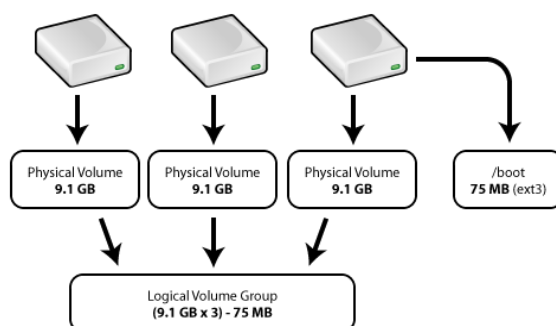 Physical Volume
9.1 GB
Physical Volume
9.1 GB
Physical Volume
9.1 GB
/boot
75 MB (ext3)
Logical Volume Group
(9.1 GB x 3) - 75 MB